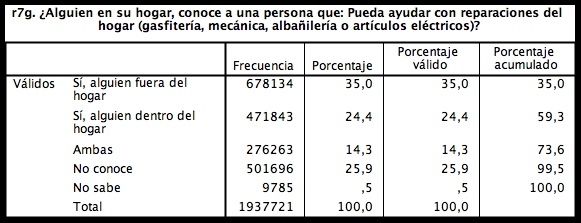 r7g. ¿Alguien en su hogar, conoce a una persona que: Pueda ayudar con reparaciones del
hogar (gasfitería, mecánica, albañilería o artículos eléctricos)?
Frecuencia Porcentaje Porcentaje válido Porcentaje acumulado
Válidos Sí, alguien fuera del hogar 678134 35,0 35,0 35,0
Sí, alguien dentro del hogar 471843 24,4 24,4 59,3
Ambas 276263 14,3 14,3 73,6
No conoce 501696 25,9 25,9 99,5
No sabe 9785 ,5 ,5 100,0
Total 1937721 100,0 100,0